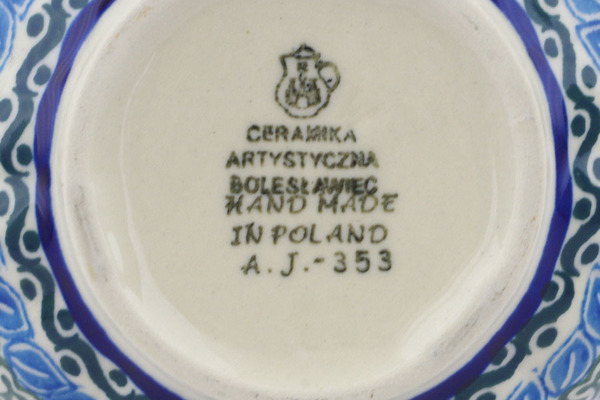 CERAMIKA
ARTYSTYCZNA
BOLESŁAWIEC
HAND MADE
IN POLAND
A.J.-353